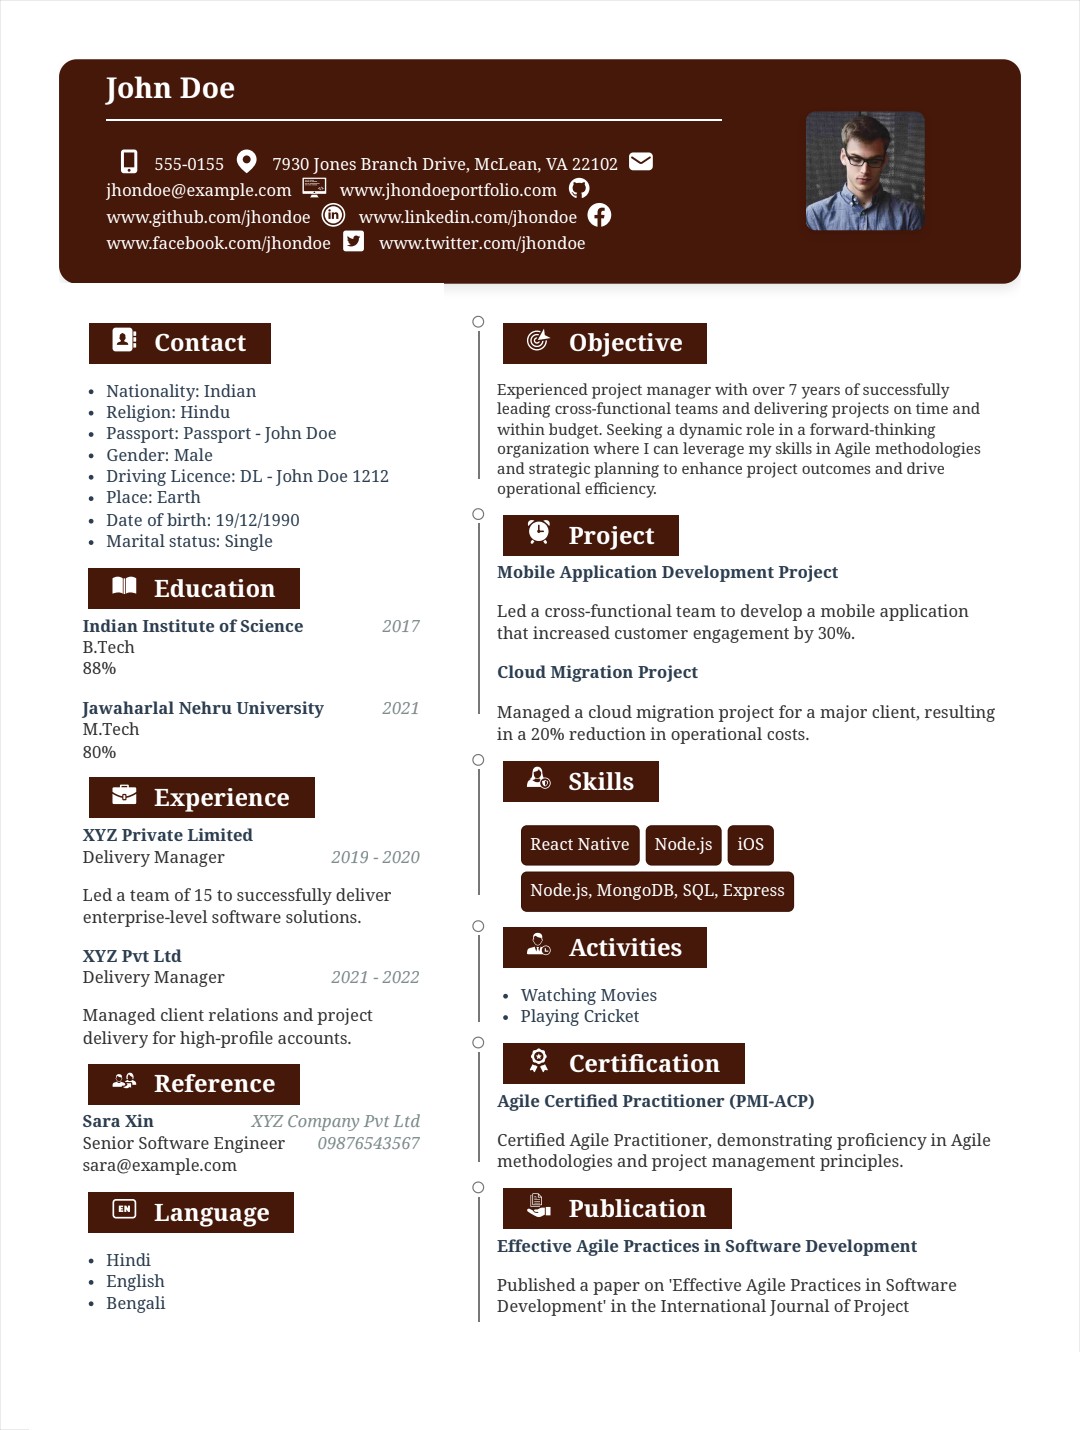 John Doe
555-0155 7930 Jones Branch Drive, McLean, VA 22102
jhondoe@example.com www.jhondoeportfolio.com
www.github.com/jhondoe www.linkedin.com/jhondoe
www.facebook.com/jhondoe www.twitter.com/jhondoe
Contact
• Nationality: Indian
• Religion: Hindu
• Passport: Passport - John Doe
• Gender: Male
• Driving Licence: DL - John Doe 1212
• Place: Earth
• Date of birth: 19/12/1990
• Marital status: Single
Education
Indian Institute of Science 2017
B.Tech
88%
Jawaharlal Nehru University 2021
M.Tech
80%
Experience
XYZ Private Limited
Delivery Manager 2019 - 2020
Led a team of 15 to successfully deliver
enterprise-level software solutions.
XYZ Pvt Ltd
Delivery Manager 2021 - 2022
Managed client relations and project
delivery for high-profile accounts.
Reference
Sara Xin XYZ Company Pvt Ltd
Senior Software Engineer 09876543567
sara@example.com
EN Language
• Hindi
• English
• Bengali
Objective
Experienced project manager with over 7 years of successfully
leading cross-functional teams and delivering projects on time and
within budget. Seeking a dynamic role in a forward-thinking
organization where I can leverage my skills in Agile methodologies
and strategic planning to enhance project outcomes and drive
operational efficiency.
Project
Mobile Application Development Project
Led a cross-functional team to develop a mobile application
that increased customer engagement by 30%.
Cloud Migration Project
Managed a cloud migration project for a major client, resulting
in a 20% reduction in operational costs.
Skills
React Native Node.js iOS
Node.js, MongoDB, SQL, Express
Activities
• Watching Movies
• Playing Cricket
Certification
Agile Certified Practitioner (PMI-ACP)
Certified Agile Practitioner, demonstrating proficiency in Agile
methodologies and project management principles.
Publication
Effective Agile Practices in Software Development
Published a paper on 'Effective Agile Practices in Software
Development' in the International Journal of Project